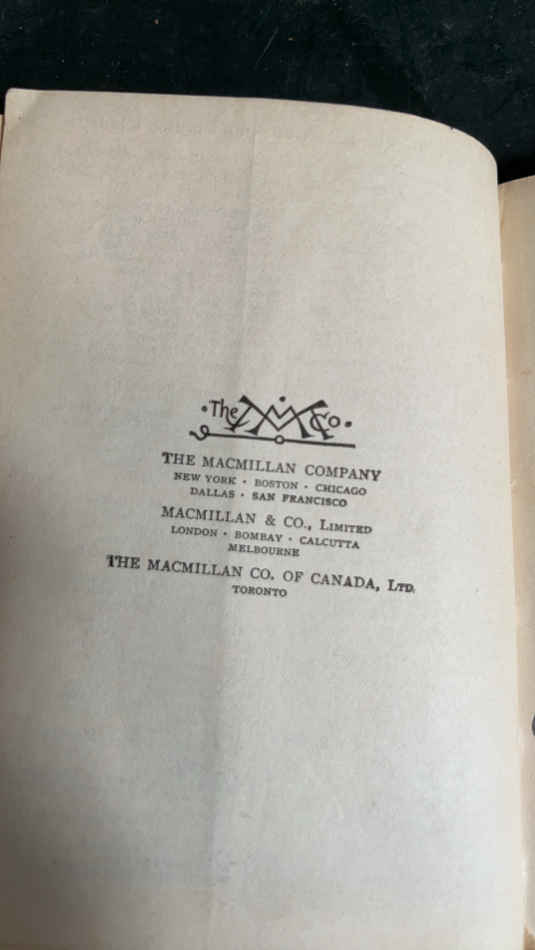 The M Co.
THE MACMILLAN COMPANY
NEW YORK · BOSTON · CHICAGO
DALLAS · SAN FRANCISCO
MACMILLAN & CO., LIMITED
LONDON · BOMBAY · CALCUTTA
MELBOURNE
THE MACMILLAN CO. OF CANADA, LTD.
TORONTO